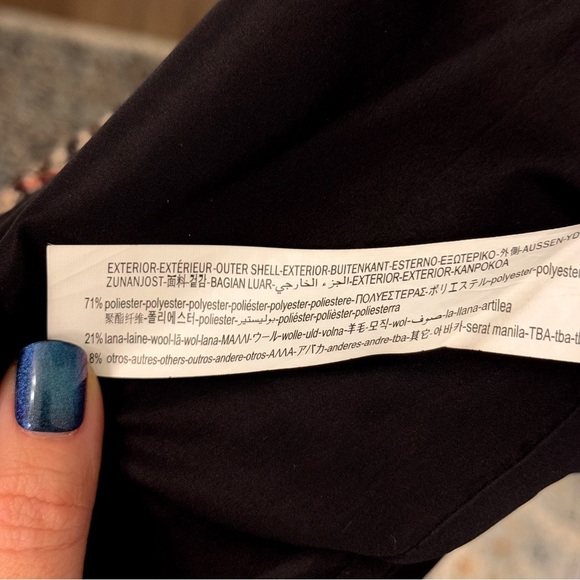 EXTERIOR-EXTÉRIEUR-OUTER SHELL-EXTERIOR-BUITENKANT-ESTERNO-ΕΞΩΤΕΡΙΚΟ-外側-AUSSEN-YD
ZUNANJOST-面料-겉감-BAGIAN LUAR-الجزء الخارجي-EXTERIOR-EXTERIOR-KANPOKOA
71% poliester-polyester-polyester-poliéster-polyester-poliestere-ΠΟΛΥΕΣΤΕΡΑΣ-ポリエステル-polyester-polyester
聚酯纤维-폴리에스터-poliester-بوليستير-polièster-poliéster-poliesterra
21% lana-laine-wool-lã-wol-lana-ΜΑΛΛΙ-ウール-wolle-uld-volna-羊毛-모직-wol-صوف-la-llana-artilea
8% otros-autres-others-outros-andere-otros-ΑΛΛΑ-アバカ-anderes-andre-tba-其它-아바카-serat manila-TBA-tba-tb